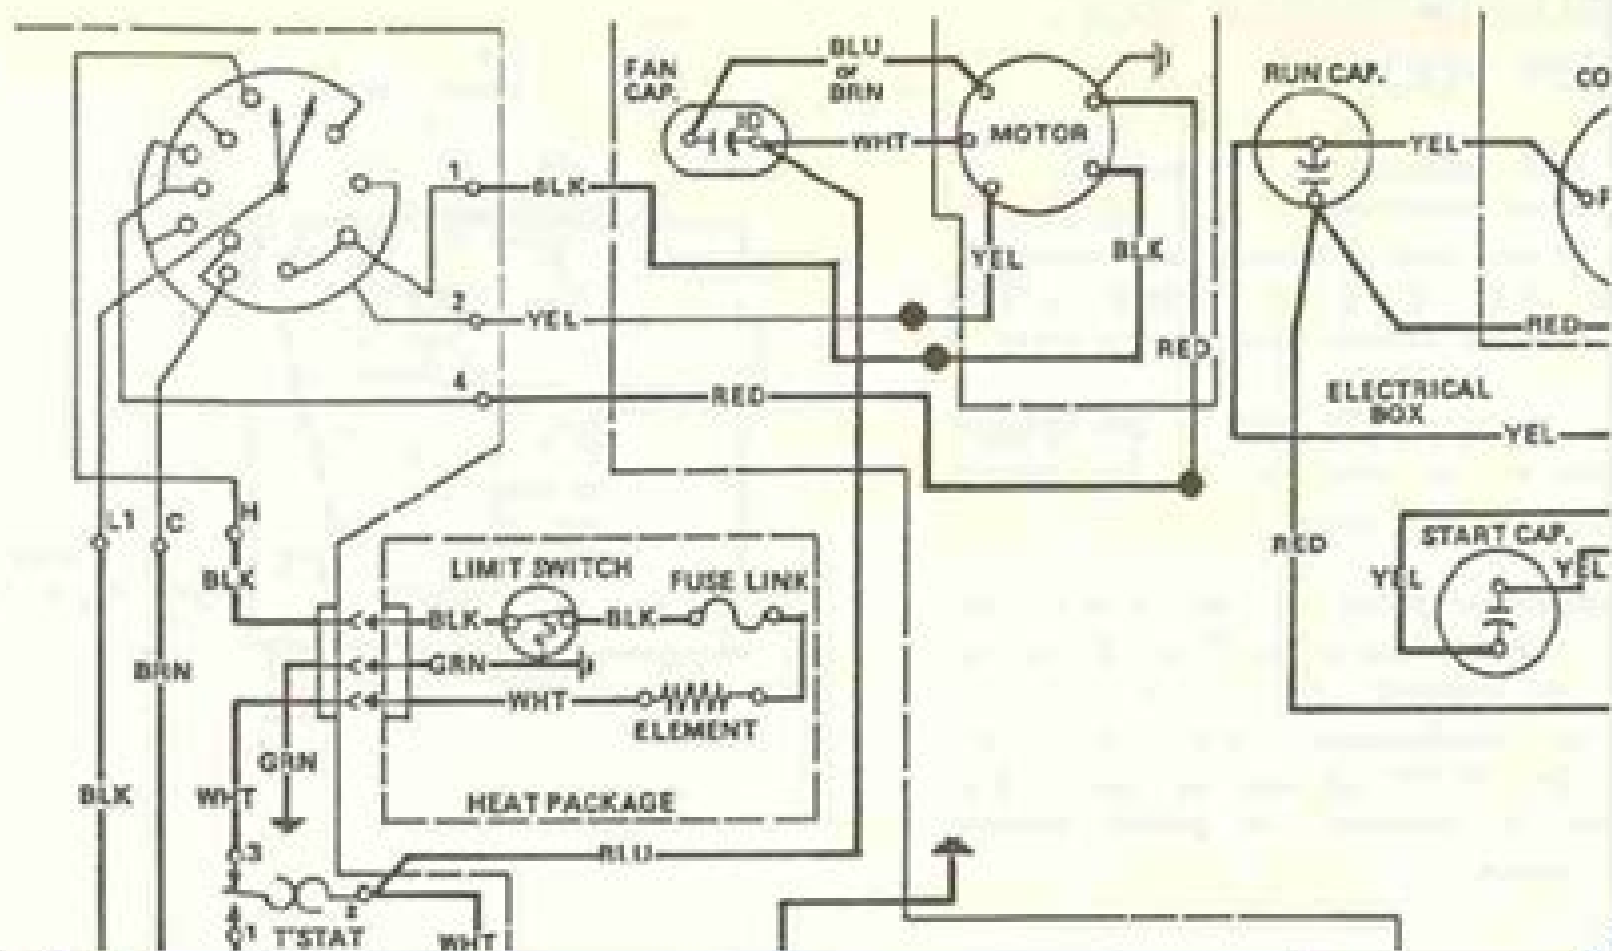 BLU
or
BRN
FAN
CAP.
RUN CAP.
CO
WHT
MOTOR
YEL
1
BLK
YEL
BLK
2
YEL
RED
RED
4
RED
ELECTRICAL
BOX
YEL
L1
C
H
BLK
LIMIT SWITCH
FUSE LINK
RED
START CAP.
YEL
YEL
BLK
BLK
BRN
GRN
WHT
ELEMENT
GRN
BLK
WHT
HEAT PACKAGE
3
BLU
2
1
T'STAT
WHT